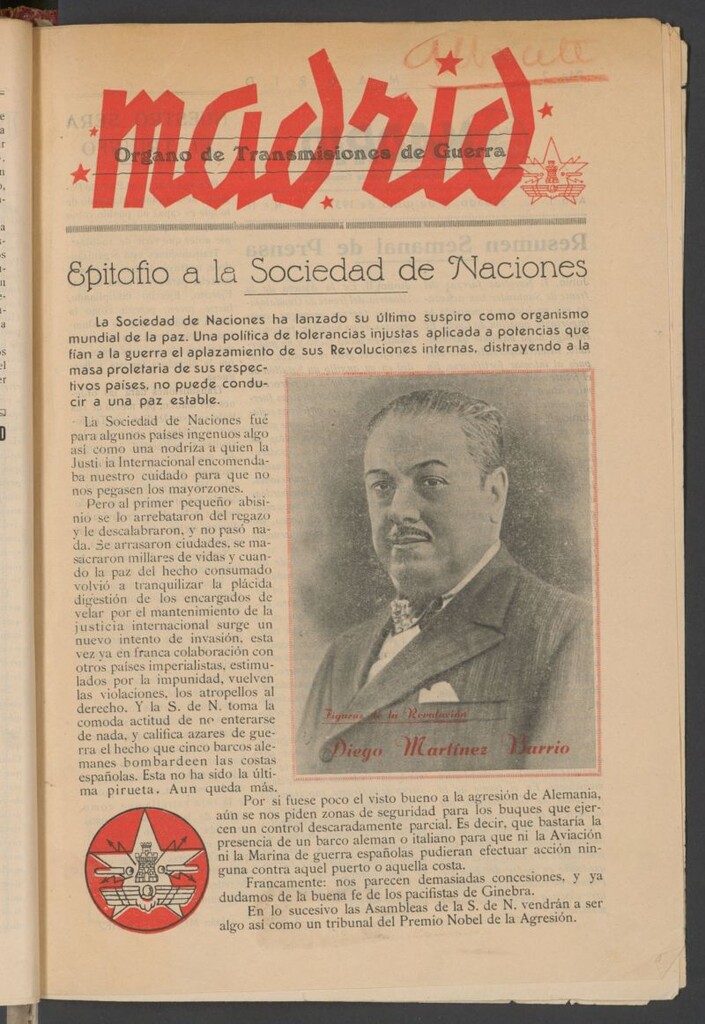 Albacete
madrid
Organo de Transmisiones de Guerra
Epitafio a la Sociedad de Naciones
La Sociedad de Naciones ha lanzado su último suspiro como organismo
mundial de la paz. Una política de tolerancias injustas aplicada a potencias que
fían a la guerra el aplazamiento de sus Revoluciones internas, distrayendo a la
masa proletaria de sus respec-
tivos países, no puede condu-
cir a una paz estable.
La Sociedad de Naciones fué
para algunos países ingenuos algo
así como una nodriza a quien la
Justicia Internacional encomenda-
ba nuestro cuidado para que no
nos pegasen los mayorzones.
Pero al primer pequeño abisi-
nio se lo arrebataron del regazo
y le descalabraron, y no pasó na-
da. Se arrasaron ciudades, se ma-
sacraron millares de vidas y cuan-
do la paz del hecho consumado
volvió a tranquilizar la plácida
digestión de los encargados de
velar por el mantenimiento de la
justicia internacional surge un
nuevo intento de invasión, esta
vez ya en franca colaboración con
otros países imperialistas, estimu-
lados por la impunidad, vuelven
las violaciones, los atropellos al
derecho. Y la S. de N. toma la
comoda actitud de no enterarse
de nada, y califica azares de gue-
rra el hecho que cinco barcos ale-
manes bombardeen las costas
españolas. Esta no ha sido la últi-
ma pirueta. Aun queda más.
Figuras de la Revolución
Diego Martínez Barrio
Por si fuese poco el visto bueno a la agresión de Alemania,
aún se nos piden zonas de seguridad para los buques que ejer-
cen un control descaradamente parcial. Es decir, que bastaría la
presencia de un barco aleman o italiano para que ni la Aviación
ni la Marina de guerra españolas pudieran efectuar acción nin-
guna contra aquel puerto o aquella costa.
Francamente: nos parecen demasiadas concesiones, y ya
dudamos de la buena fe de los pacifistas de Ginebra.
En lo sucesivo las Asambleas de la S. de N. vendrán a ser
algo así como un tribunal del Premio Nobel de la Agresión.